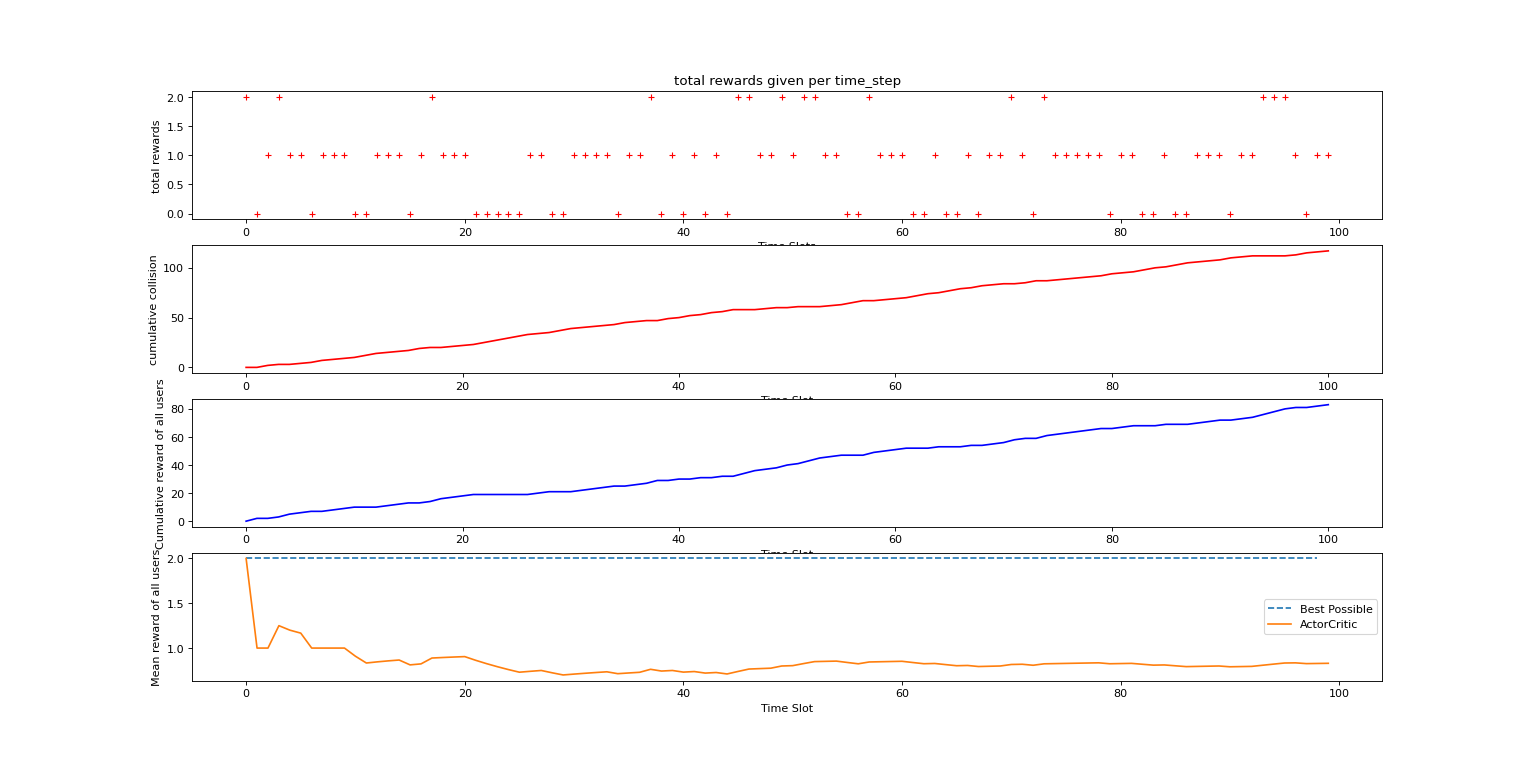 total rewards given per time_step
total rewards
2.0
1.5
1.0
0.5
0.0
0 20 40 60 80 100
Time Slots
cumulative collision
100
50
0
0 20 40 60 80 100
Time Slot
Cumulative reward of all users
80
60
40
20
0
0 20 40 60 80 100
Time Slot
Mean reward of all users
2.0
1.5
1.0
Best Possible
ActorCritic
0 20 40 60 80 100
Time Slot